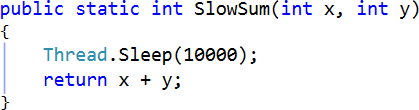 public static int SlowSum(int x, int y)
{
    Thread.Sleep(10000);
    return x + y;
}